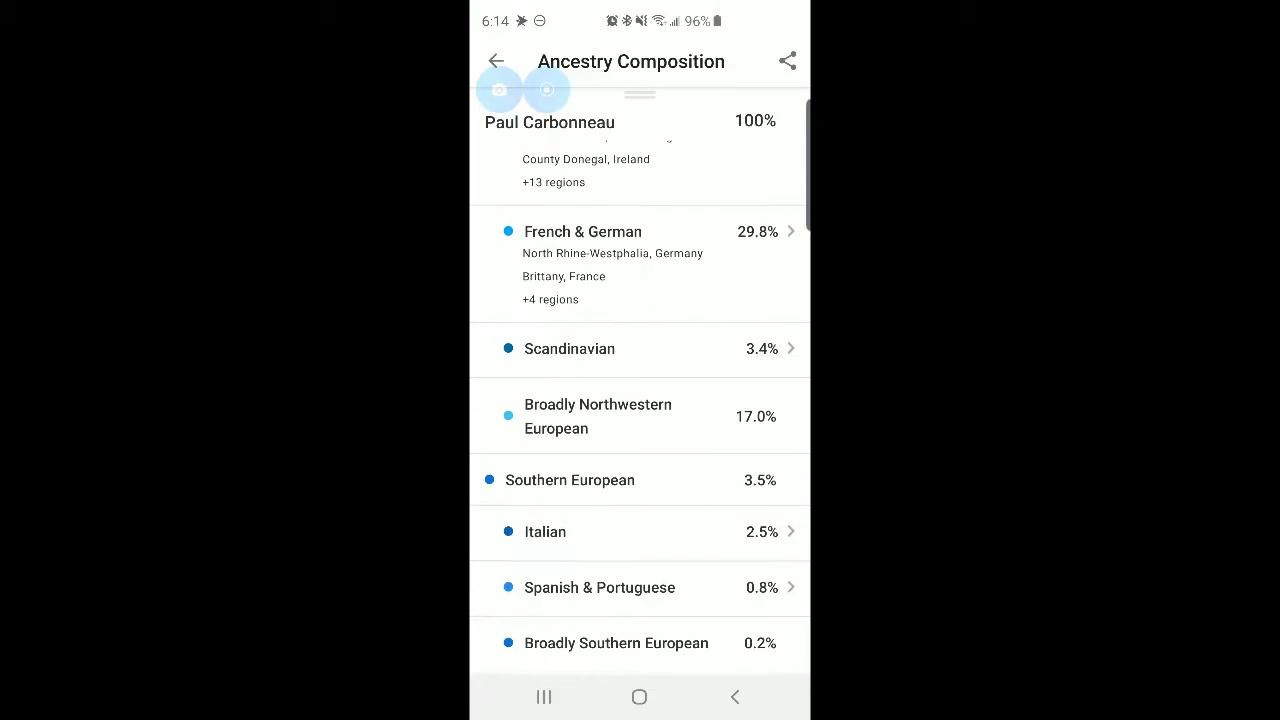 6:14 96%
Ancestry Composition
Paul Carbonneau 100%
County Donegal, Ireland
+13 regions
French & German 29.8%
North Rhine-Westphalia, Germany
Brittany, France
+4 regions
Scandinavian 3.4%
Broadly Northwestern
European 17.0%
Southern European 3.5%
Italian 2.5%
Spanish & Portuguese 0.8%
Broadly Southern European 0.2%